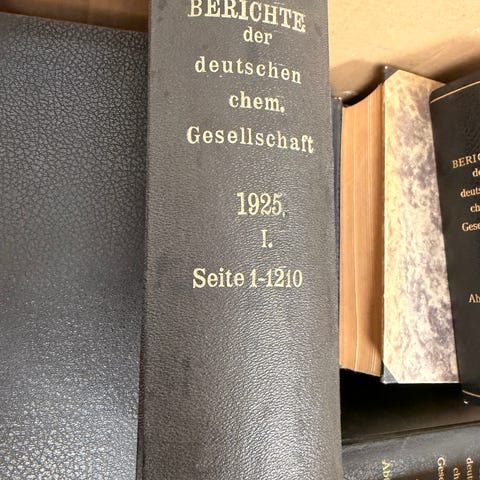 BERICHTE
der
deutschen
chem.
Gesellschaft
1925.
I.
Seite 1-1210